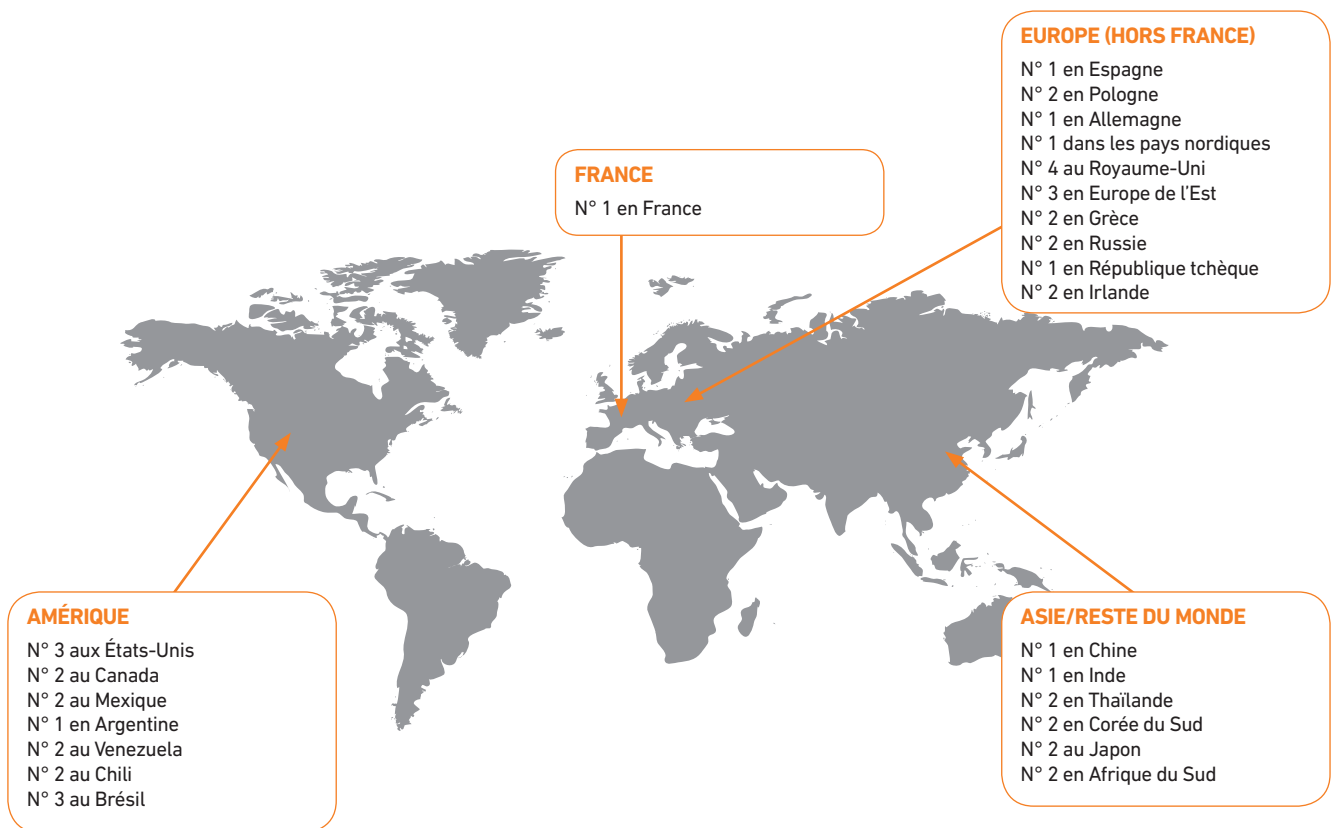 EUROPE (HORS FRANCE)
N° 1 en Espagne
N° 2 en Pologne
N° 1 en Allemagne
N° 1 dans les pays nordiques
N° 4 au Royaume-Uni
N° 3 en Europe de l'Est
N° 2 en Grèce
N° 2 en Russie
N° 1 en République tchèque
N° 2 en Irlande
FRANCE
N° 1 en France
AMÉRIQUE
N° 3 aux États-Unis
N° 2 au Canada
N° 2 au Mexique
N° 1 en Argentine
N° 2 au Venezuela
N° 2 au Chili
N° 3 au Brésil
ASIE/RESTE DU MONDE
N° 1 en Chine
N° 1 en Inde
N° 2 en Thaïlande
N° 2 en Corée du Sud
N° 2 au Japon
N° 2 en Afrique du Sud